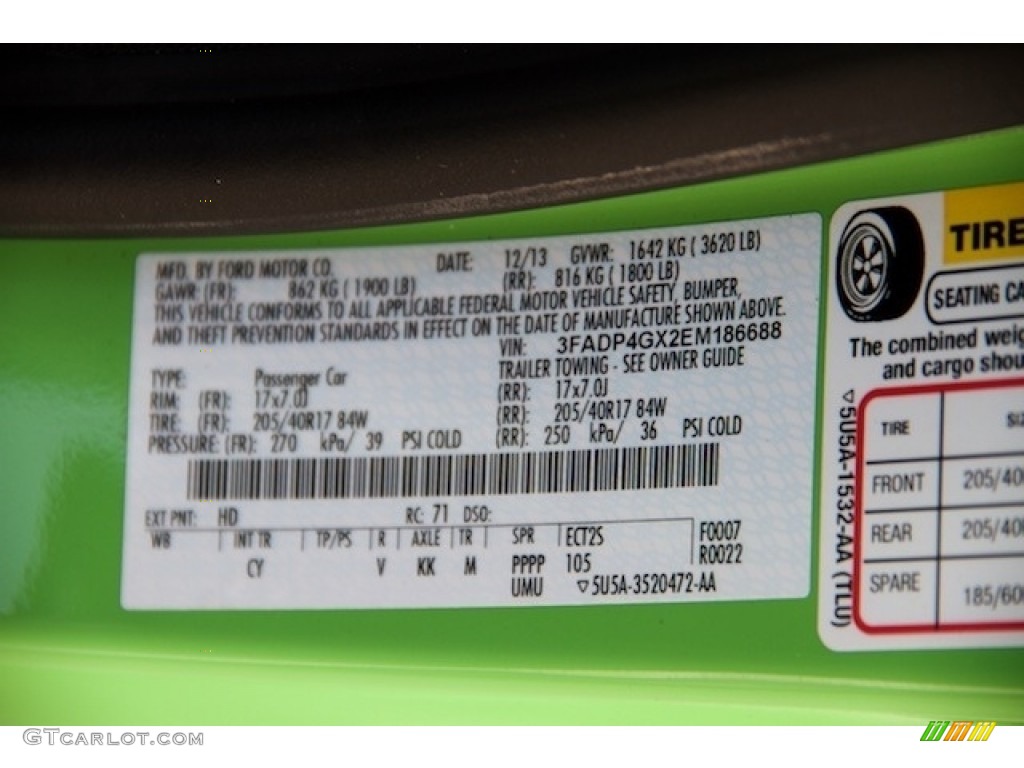 MFD. BY FORD MOTOR CO. DATE: 12/13 GVWR: 1642 KG ( 3620 LB)
GAWR: (FR): 862 KG ( 1900 LB) (RR): 816 KG ( 1800 LB)
THIS VEHICLE CONFORMS TO ALL APPLICABLE FEDERAL MOTOR VEHICLE SAFETY, BUMPER,
AND THEFT PREVENTION STANDARDS IN EFFECT ON THE DATE OF MANUFACTURE SHOWN ABOVE.
VIN: 3FADP4GX2EM186688
TRAILER TOWING - SEE OWNER GUIDE
TYPE: Passenger Car
RIM: (FR): 17x7.0J (RR): 17x7.0J
TIRE: (FR): 205/40R17 84W (RR): 205/40R17 84W
PRESSURE: (FR): 270 kPa/ 39 PSI COLD (RR): 250 kPa/ 36 PSI COLD
EXT PNT: HD RC: 71 DSO:
WB INT TR TP/PS R AXLE TR SPR ECT2S F0007
CY V KK M PPPP 105 R0022
UMU ▽5U5A-3520472-AA
TIRE
SEATING CA
The combined weig
and cargo shou
▽5U5A-1532-AA (TLU)
TIRE SIZ
FRONT 205/40
REAR 205/40
SPARE 185/60
GTCARLOT.COM